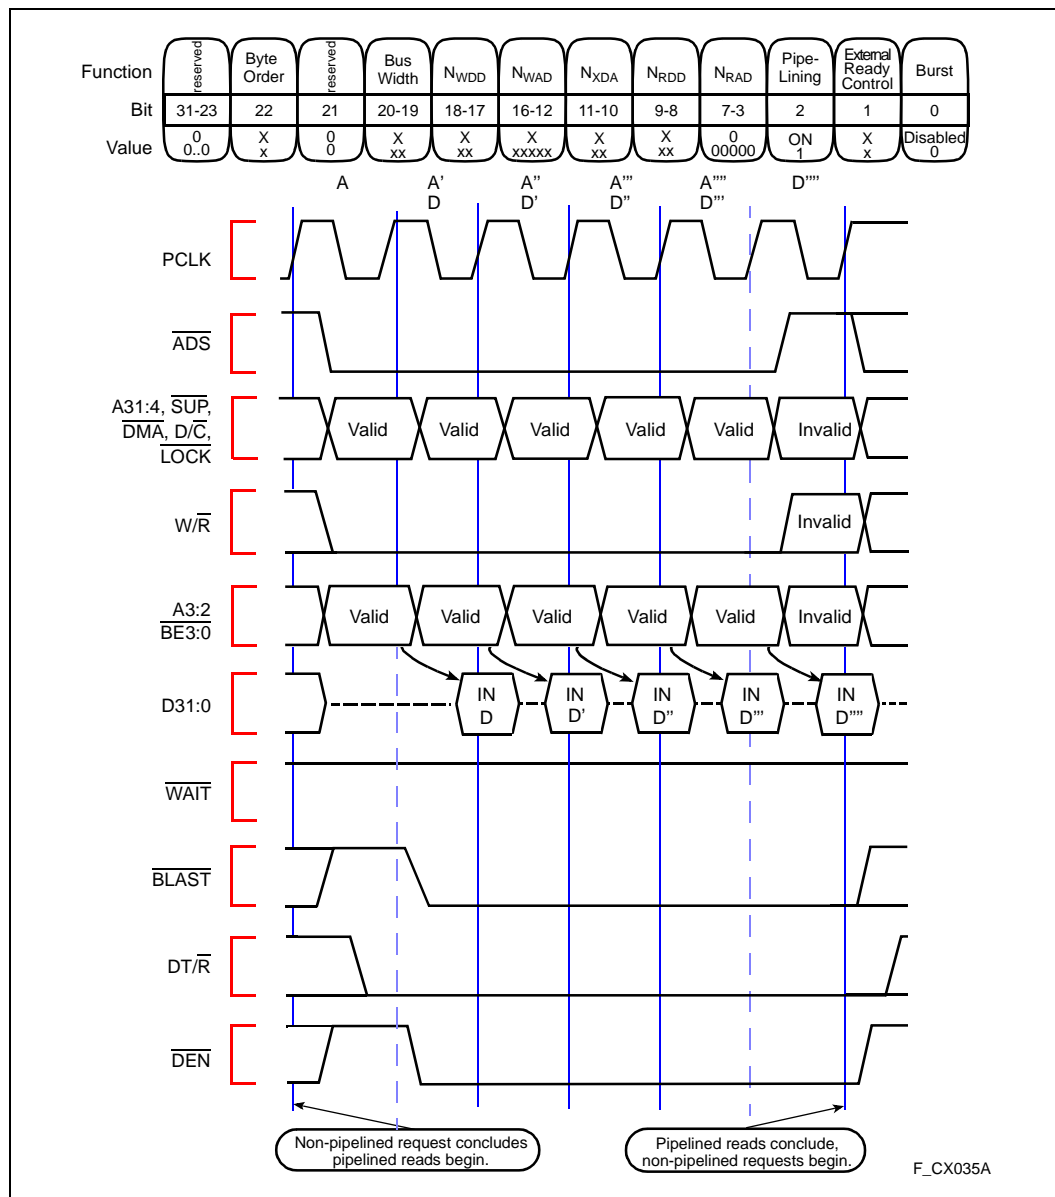 Function reserved Byte Order reserved Bus Width NWDD NWAD NXDA NRDD NRAD Pipe-Lining External Ready Control Burst
Bit 31-23 22 21 20-19 18-17 16-12 11-10 9-8 7-3 2 1 0
Value 0 0..0 X x 0 0 X xx X xx X xxxxx X xx X xx 0 00000 ON 1 X x Disabled 0
A A' A'' A''' A'''' D''''
D D' D'' D'''
PCLK
ADS
A31:4, SUP,
DMA, D/C,
LOCK
Valid Valid Valid Valid Valid Invalid
W/R
Invalid
A3:2
BE3:0
Valid Valid Valid Valid Valid Invalid
D31:0
IN IN IN IN IN
D D' D'' D''' D''''
WAIT
BLAST
DT/R
DEN
Non-pipelined request concludes
pipelined reads begin.
Pipelined reads conclude,
non-pipelined requests begin.
F_CX035A